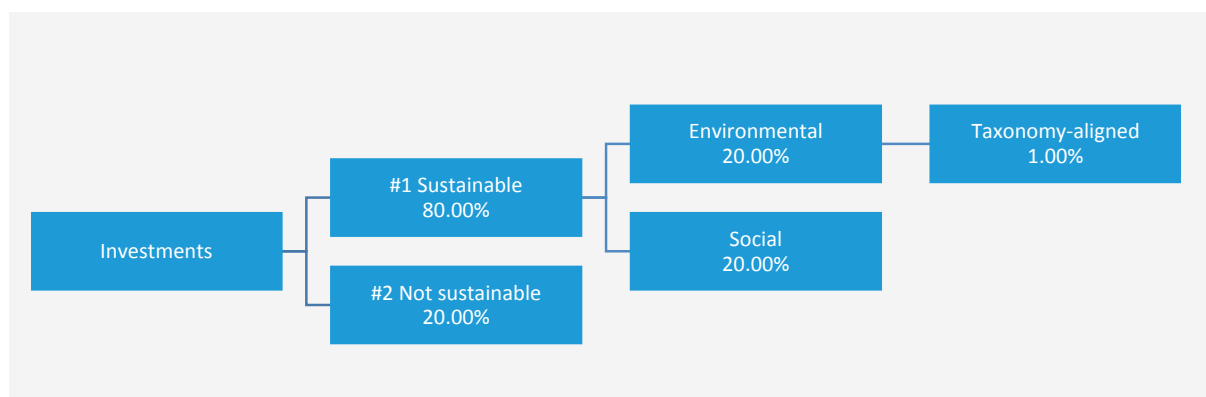 Investments
#1 Sustainable
80.00%
#2 Not sustainable
20.00%
Environmental
20.00%
Social
20.00%
Taxonomy-aligned
1.00%